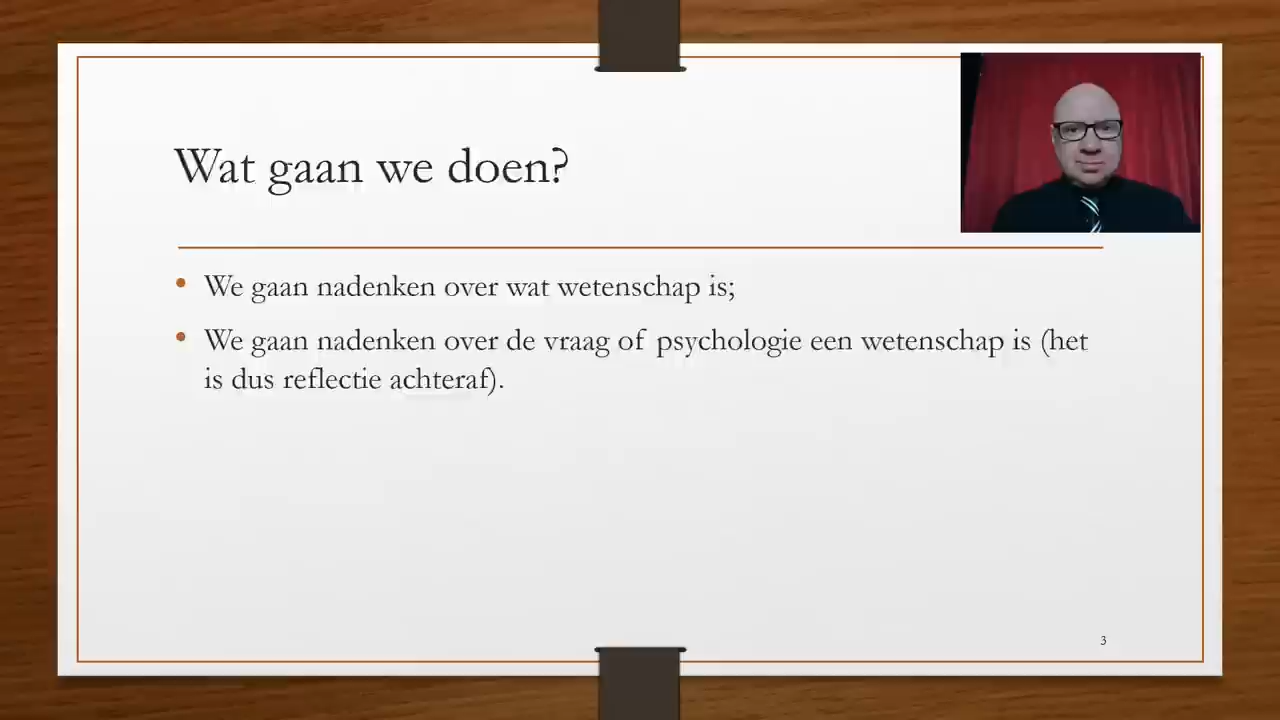 Wat gaan we doen?
• We gaan nadenken over wat wetenschap is;
• We gaan nadenken over de vraag of psychologie een wetenschap is (het
is dus reflectie achteraf).
3